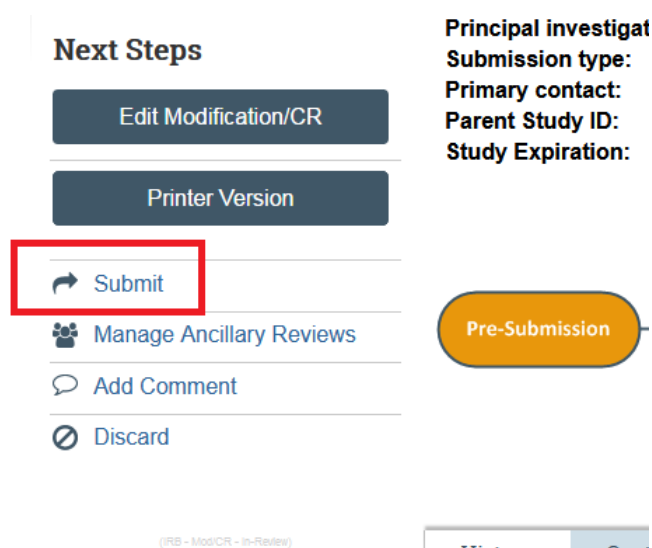 Next Steps
Edit Modification/CR
Printer Version
Submit
Manage Ancillary Reviews
Add Comment
Discard
(IRB - Mod/CR - In-Review)
Submission type:
Primary contact:
Parent Study ID:
Study Expiration:
Pre-Submission